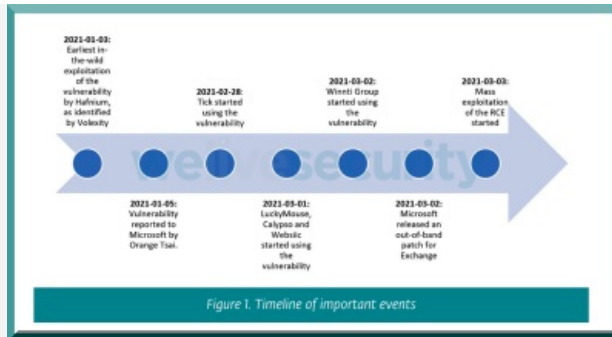 2021-01-03:
Earliest in-
the-wild
exploitation
of the
vulnerability
by Hafnium,
as identified
by Volexity
2021-01-05:
Vulnerability
reported to
Microsoft by
Orange Tsai.
2021-02-28:
Tick started
using the
vulnerability
2021-03-01:
LuckyMouse,
Calypso and
Websiic
started using
the
vulnerability
2021-03-02:
Winnti Group
started using
the
vulnerability
2021-03-02:
Microsoft
released an
out-of-band
patch for
Exchange
2021-03-03:
Mass
exploitation
of the RCE
started
welivesecurity
Figure 1. Timeline of important events